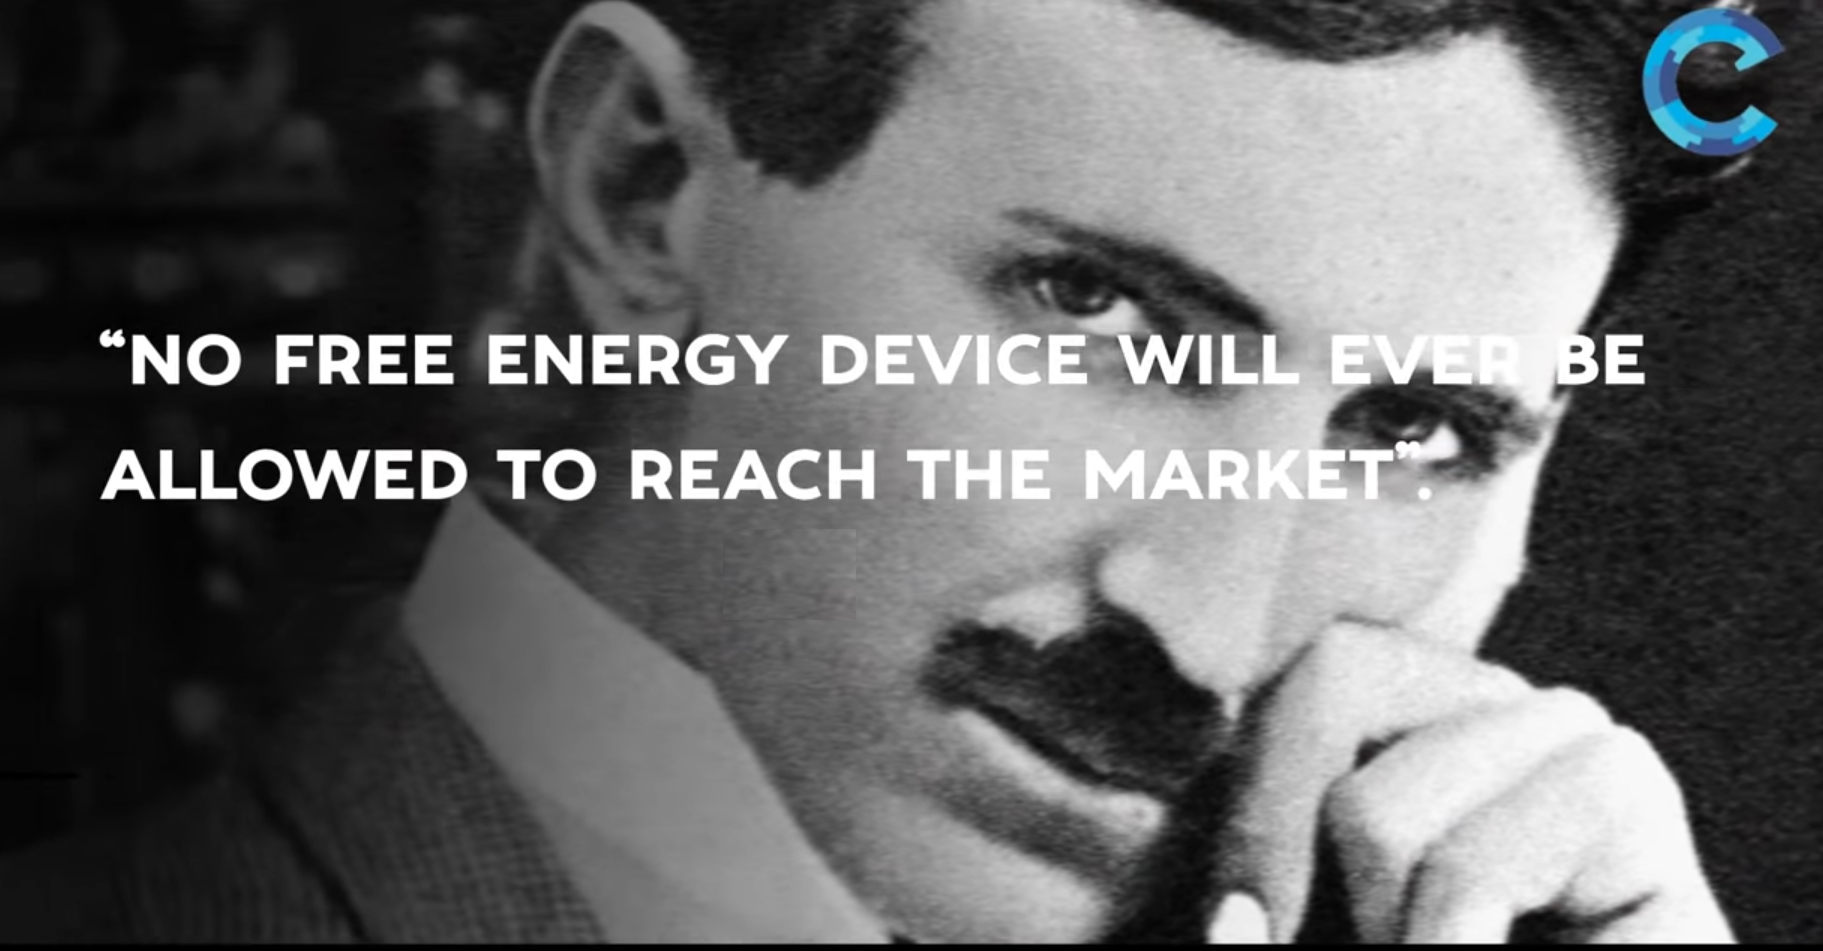 “NO FREE ENERGY DEVICE WILL EVER BE
ALLOWED TO REACH THE MARKET”.